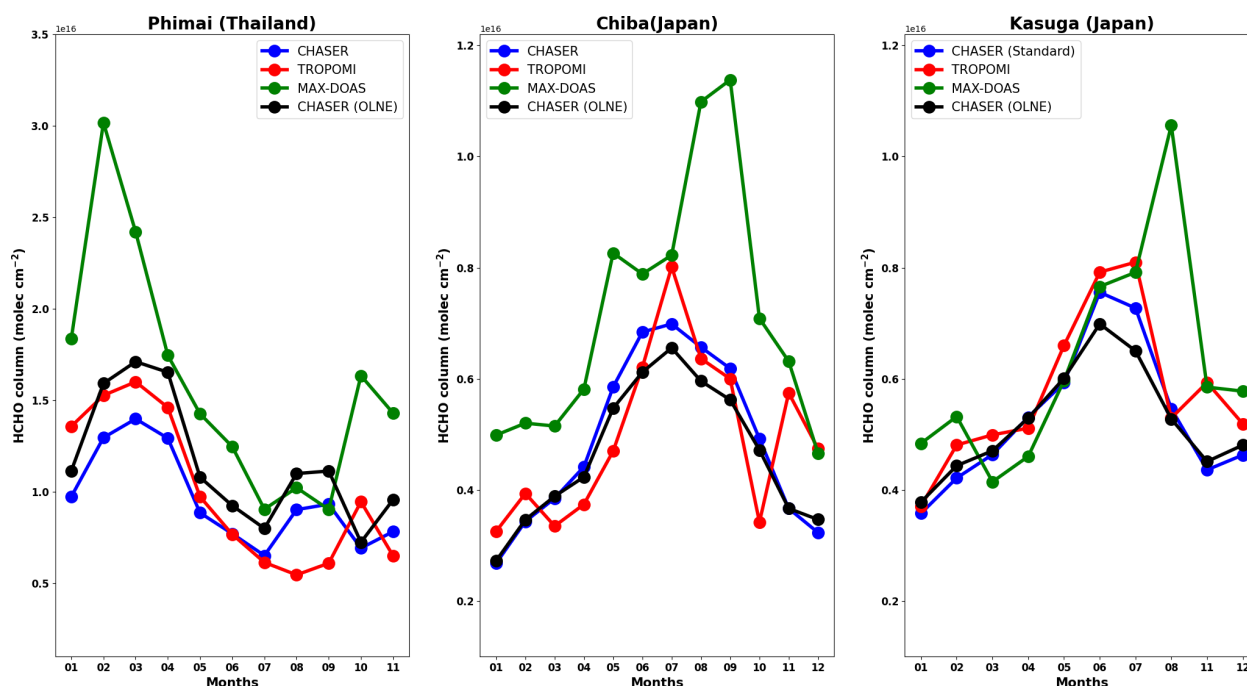 Phimai (Thailand)
1e16
3.5
3.0
2.5
2.0
1.5
1.0
0.5
HCHO column (molec cm⁻²)
CHASER
TROPOMI
MAX-DOAS
CHASER (OLNE)
01 02 03 04 05 06 07 08 09 10 11
Months
Chiba(Japan)
1e16
1.2
1.0
0.8
0.6
0.4
0.2
HCHO column (molec cm⁻²)
CHASER
TROPOMI
MAX-DOAS
CHASER (OLNE)
01 02 03 04 05 06 07 08 09 10 11 12
Months
Kasuga (Japan)
1e16
1.2
1.0
0.8
0.6
0.4
0.2
HCHO column (molec cm⁻²)
CHASER (Standard)
TROPOMI
MAX-DOAS
CHASER (OLNE)
01 02 03 04 05 06 07 08 11 12
Months